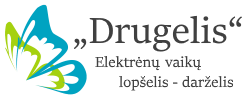 „Drugelis“
Elektrėnų vaikų
lopšelis - darželis